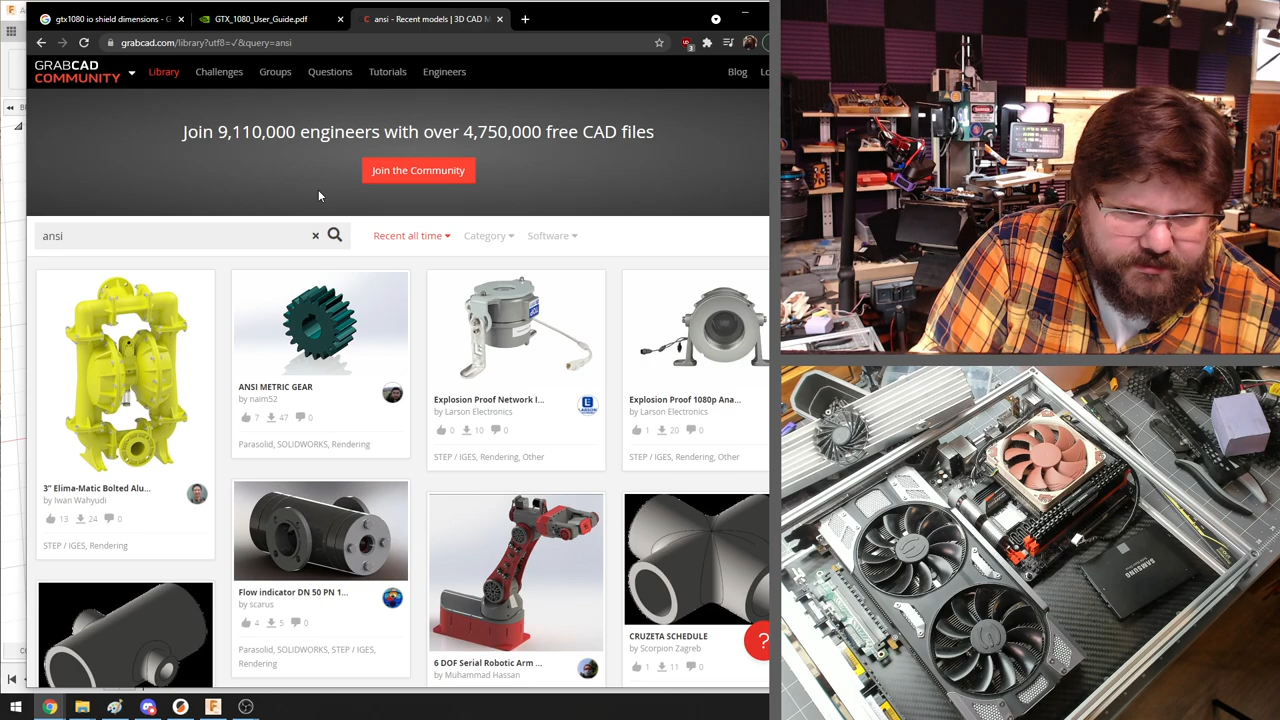 gtx1080 io shield dimensions - G
GTX_1080_User_Guide.pdf
ansi - Recent models | 3D CAD M
grabcad.com/library?utf8=✓&query=ansi
3
GRABCAD
COMMUNITY
Library
Challenges
Groups
Questions
Tutorials
Engineers
Blog
Lo
Join 9,110,000 engineers with over 4,750,000 free CAD files
Join the Community
ansi
Recent all time
Category
Software
3" Elima-Matic Bolted Alu...
by Iwan Wahyudi
13 24 0
STEP / IGES, Rendering
ANSI METRIC GEAR
by naim52
7 47 0
Parasolid, SOLIDWORKS, Rendering
Explosion Proof Network I...
by Larson Electronics
0 10 0
STEP / IGES, Rendering, Other
Explosion Proof 1080p Ana...
by Larson Electronics
1 20 0
STEP / IGES, Rendering, Other
Flow indicator DN 50 PN 1...
by scarus
4 5 0
Parasolid, SOLIDWORKS, STEP / IGES,
Rendering
6 DOF Serial Robotic Arm ...
by Muhammad Hassan
CRUZETA SCHEDULE
by Scorpion Zagreb
1 11 0
?
SAMSUNG